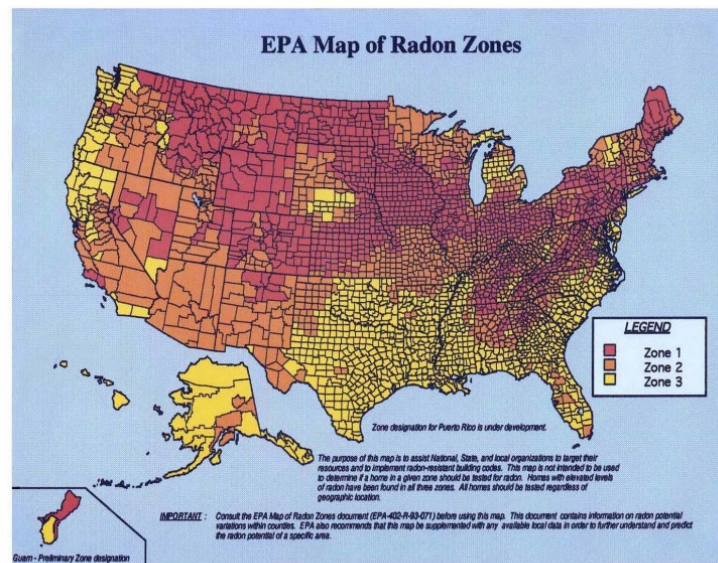 EPA Map of Radon Zones
LEGEND
Zone 1
Zone 2
Zone 3
Zone designation for Puerto Rico is under development.
The purpose of this map is to assist National, State, and local organizations to target their
resources and to implement radon-resistant building codes. This map is not intended to be used
to determine if a home in a given zone should be tested for radon. Homes with elevated levels
of radon have been found in all three zones. All homes should be tested regardless of
geographic location.
IMPORTANT : Consult the EPA Map of Radon Zones document (EPA-402-R-93-071) before using this map. This document contains information on radon potential
variations within counties. EPA also recommends that this map be supplemented with any available local data in order to further understand and predict
the radon potential of a specific area.
Guam - Preliminary Zone designation